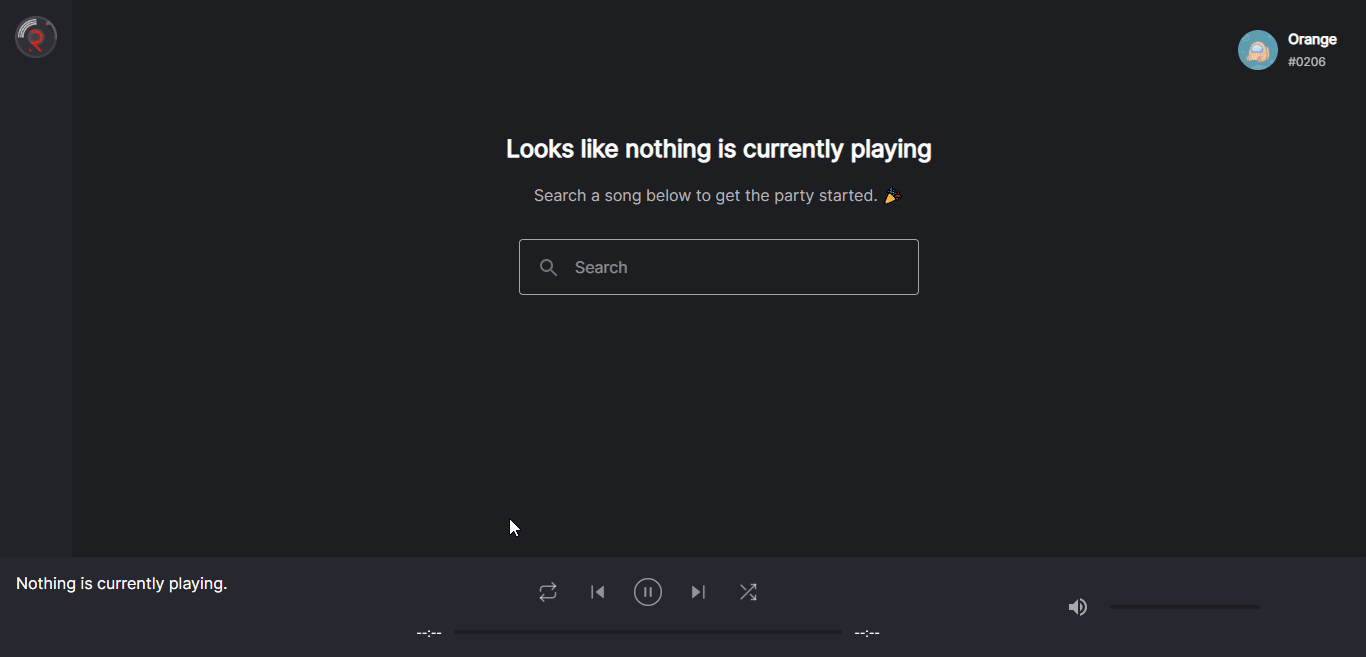 Orange
#0206
Looks like nothing is currently playing
Search a song below to get the party started. 🎉
Search
Nothing is currently playing.
--:--
--:--